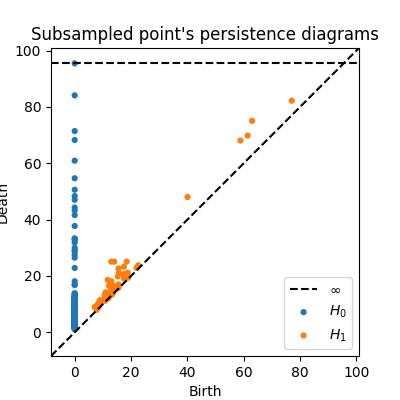 Subsampled point's persistence diagrams
100
80
60
40
20
0
Death
0 20 40 60 80 100
Birth
∞
H₀
H₁